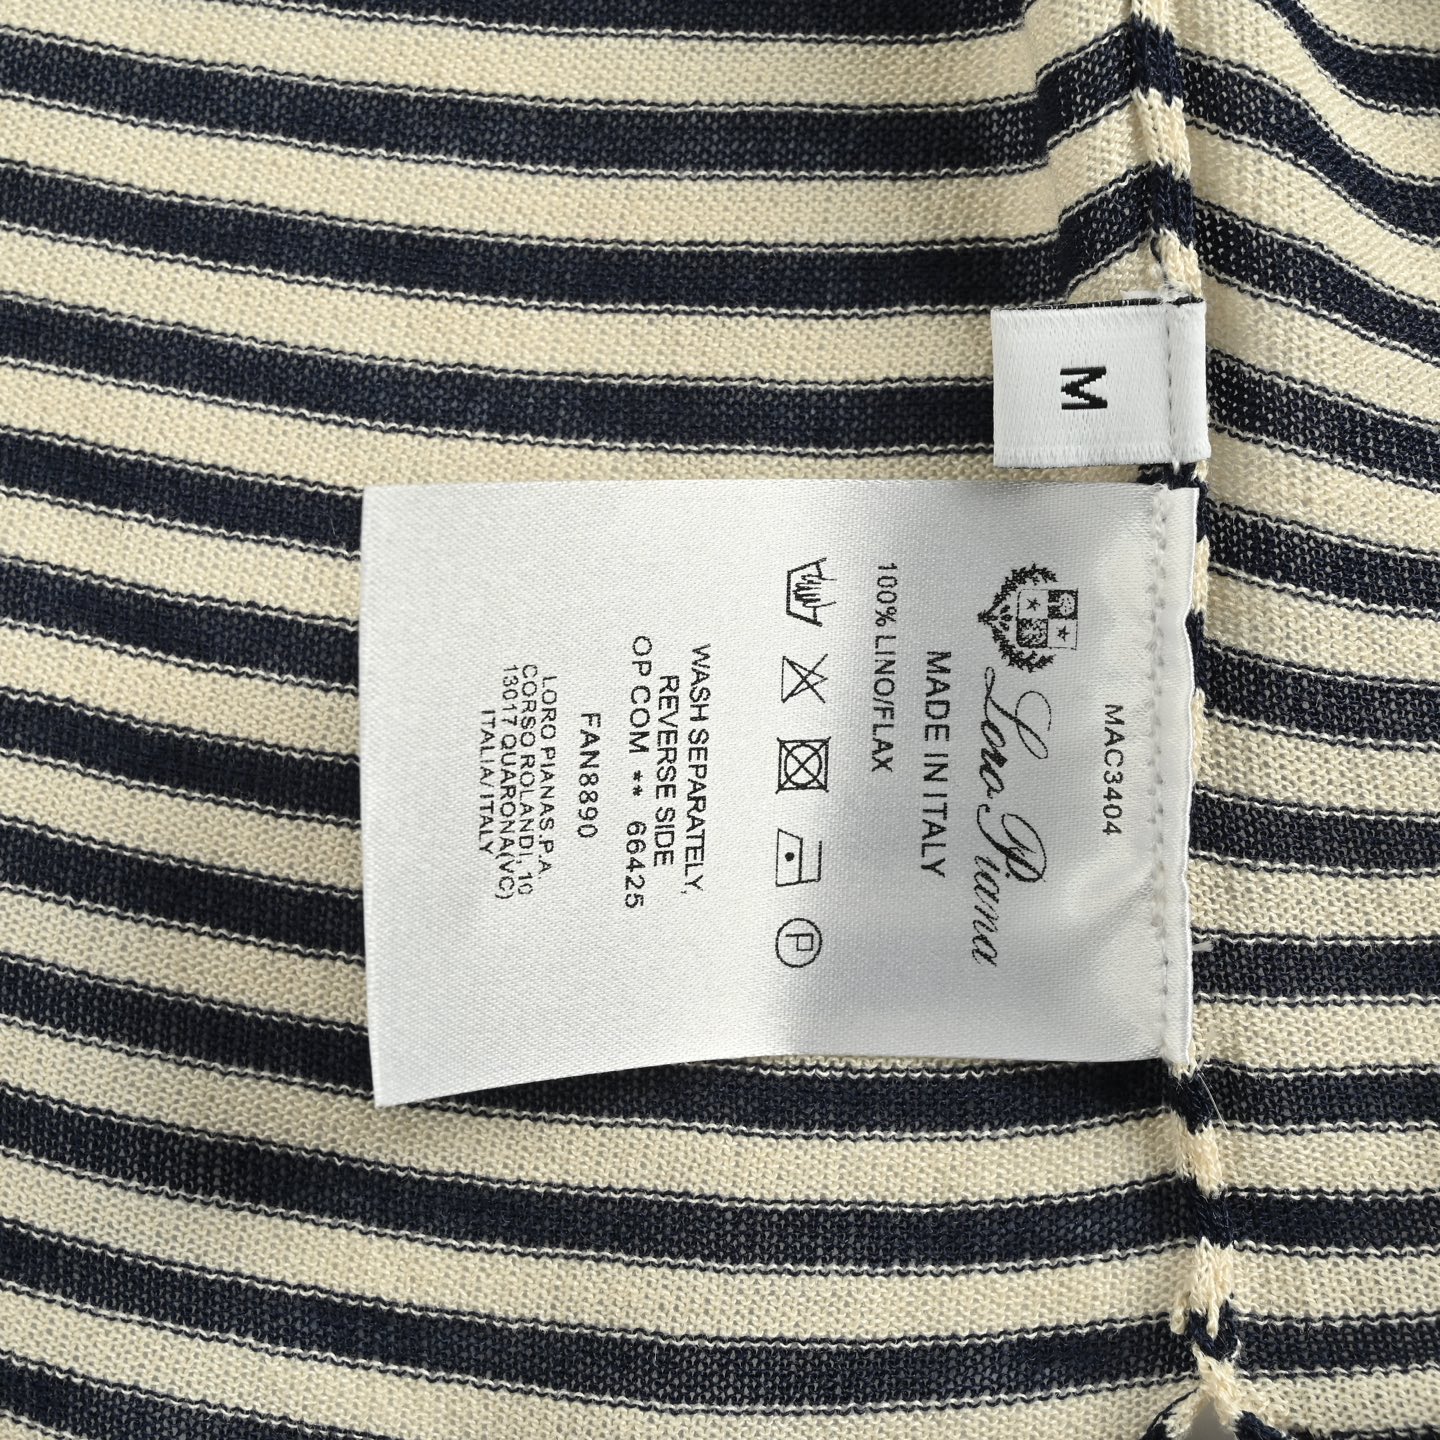 M
MAC3404
Loro Piana
MADE IN ITALY
100% LINO/FLAX
P
WASH SEPARATELY,
REVERSE SIDE
OP COM ** 66425
FAN8890
LORO PIANA S.P.A.
CORSO ROLANDI, 10
13017 QUARONA(VC)
ITALIA/ITALY